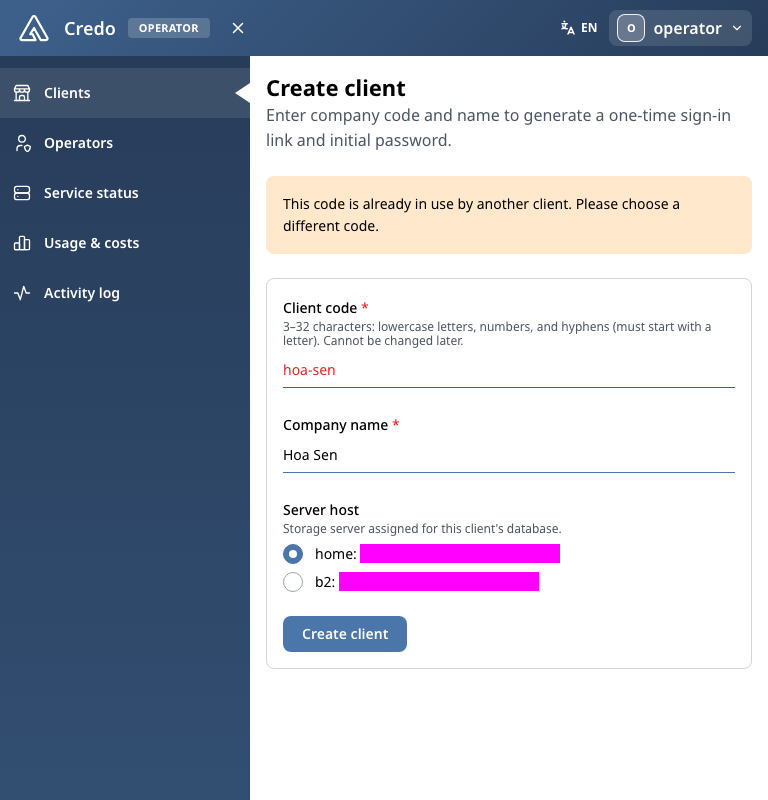 Credo
OPERATOR
EN
O
operator
Clients
Operators
Service status
Usage & costs
Activity log
Create client
Enter company code and name to generate a one-time sign-in
link and initial password.
This code is already in use by another client. Please choose a
different code.
Client code *
3–32 characters: lowercase letters, numbers, and hyphens (must start with a
letter). Cannot be changed later.
hoa-sen
Company name *
Hoa Sen
Server host
Storage server assigned for this client's database.
home:
b2:
Create client